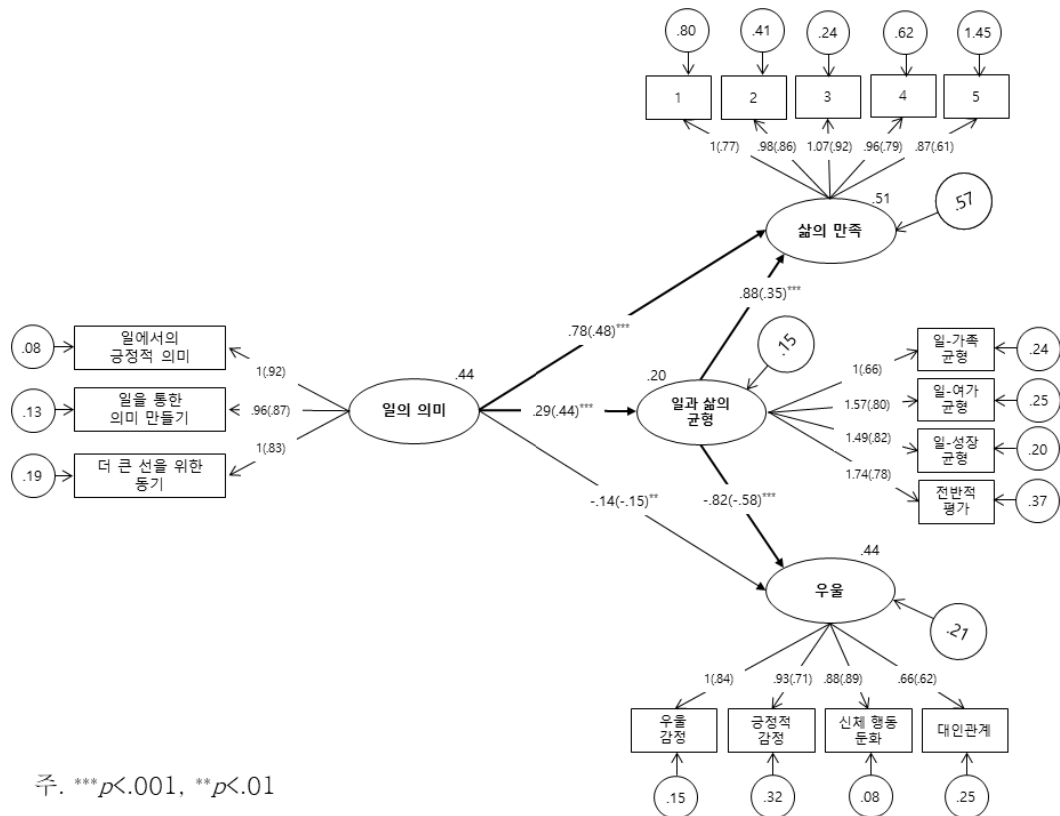 .80
.41
.24
.62
1.45
1
2
3
4
5
1(.77)
.98(.86)
1.07(.92)
.96(.79)
.87(.61)
.51
.57
삶의 만족
.88(.35)***
.78(.48)***
.15
.08
일에서의
긍정적 의미
1(.92)
.44
.20
일-가족
균형
.24
1(.66)
.13
일을 통한
의미 만들기
.96(.87)
일의 의미
.29(.44)***
일과 삶의
균형
1.57(.80)
일-여가
균형
.25
.19
더 큰 선을 위한
동기
1(.83)
1.49(.82)
일-성장
균형
.20
1.74(.78)
전반적
평가
.37
-.14(-.15)**
-.82(-.58)***
.44
우울
.21
1(.84)
.93(.71)
.88(.89)
.66(.62)
우울
감정
긍정적
감정
신체 행동
둔화
대인관계
.15
.32
.08
.25
주. ***p<.001, **p<.01